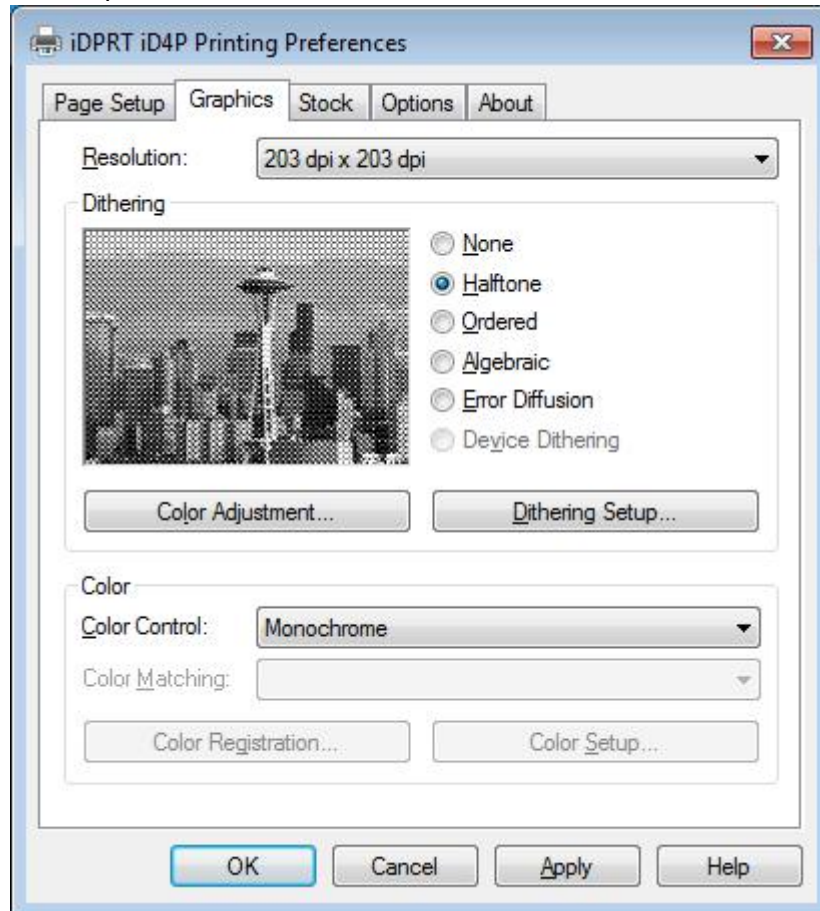 iDPRT iD4P Printing Preferences
Page Setup Graphics Stock Options About
Resolution: 203 dpi x 203 dpi
Dithering
None
Halftone
Ordered
Algebraic
Error Diffusion
Device Dithering
Color Adjustment... Dithering Setup...
Color
Color Control: Monochrome
Color Matching:
Color Registration... Color Setup...
OK Cancel Apply Help